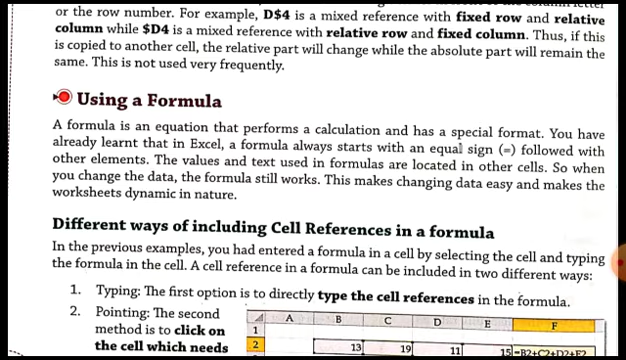 or the row number. For example, D$4 is a mixed reference with fixed row and relative
column while $D4 is a mixed reference with relative row and fixed column. Thus, if this
is copied to another cell, the relative part will change while the absolute part will remain the
same. This is not used very frequently.
Using a Formula
A formula is an equation that performs a calculation and has a special format. You have
already learnt that in Excel, a formula always starts with an equal sign (=) followed with
other elements. The values and text used in formulas are located in other cells. So when
you change the data, the formula still works. This makes changing data easy and makes the
worksheets dynamic in nature.
Different ways of including Cell References in a formula
In the previous examples, you had entered a formula in a cell by selecting the cell and typing
the formula in the cell. A cell reference in a formula can be included in two different ways:
1. Typing: The first option is to directly type the cell references in the formula.
2. Pointing: The second
method is to click on
the cell which needs
A B C D E F
1
2 13 19 11 15 =B2+C2+D2+E2